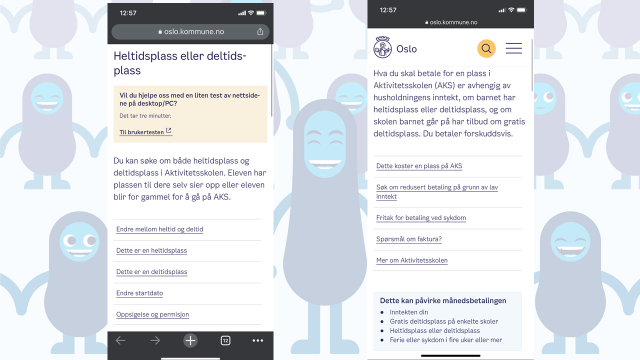 12:57
oslo.kommune.no
Heltidsplass eller deltids-
plass
Vil du hjelpe oss med en liten test av nettside-
ne på desktop/PC?
Det tar tre minutter.
Til brukertesten
Du kan søke om både heltidsplass og
deltidsplass i Aktivitetsskolen. Eleven har
plassen til dere selv sier opp eller eleven
blir for gammel for å gå på AKS.
Endre mellom heltid og deltid
Dette er en heltidsplass
Dette er en deltidsplass
Endre startdato
Oppsigelse og permisjon
12
12:57
oslo.kommune.no
Oslo
Hva du skal betale for en plass i
Aktivitetsskolen (AKS) er avhengig av
husholdningens inntekt, om barnet har
heltidsplass eller deltidsplass, og om
skolen barnet går på har tilbud om gratis
deltidsplass. Du betaler forskuddsvis.
Dette koster en plass på AKS
Søk om redusert betaling på grunn av lav
inntekt
Fritak for betaling ved sykdom
Spørsmål om faktura?
Mer om Aktivitetsskolen
Dette kan påvirke månedsbetalingen
• Inntekten din
• Gratis deltidsplass på enkelte skoler
• Heltidsplass eller deltidsplass
• Ferie eller sykdom i fire uker eller mer